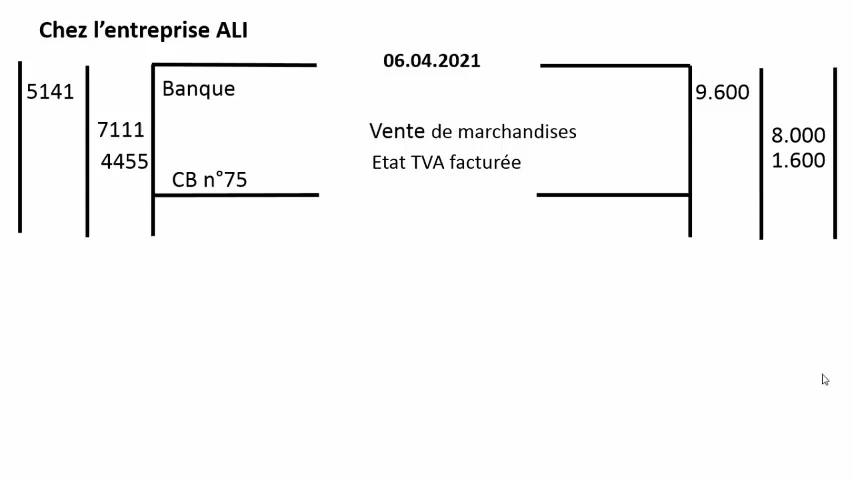 Chez l’entreprise ALI
06.04.2021
5141 Banque 9.600
7111 Vente de marchandises 8.000
4455 Etat TVA facturée 1.600
CB n°75